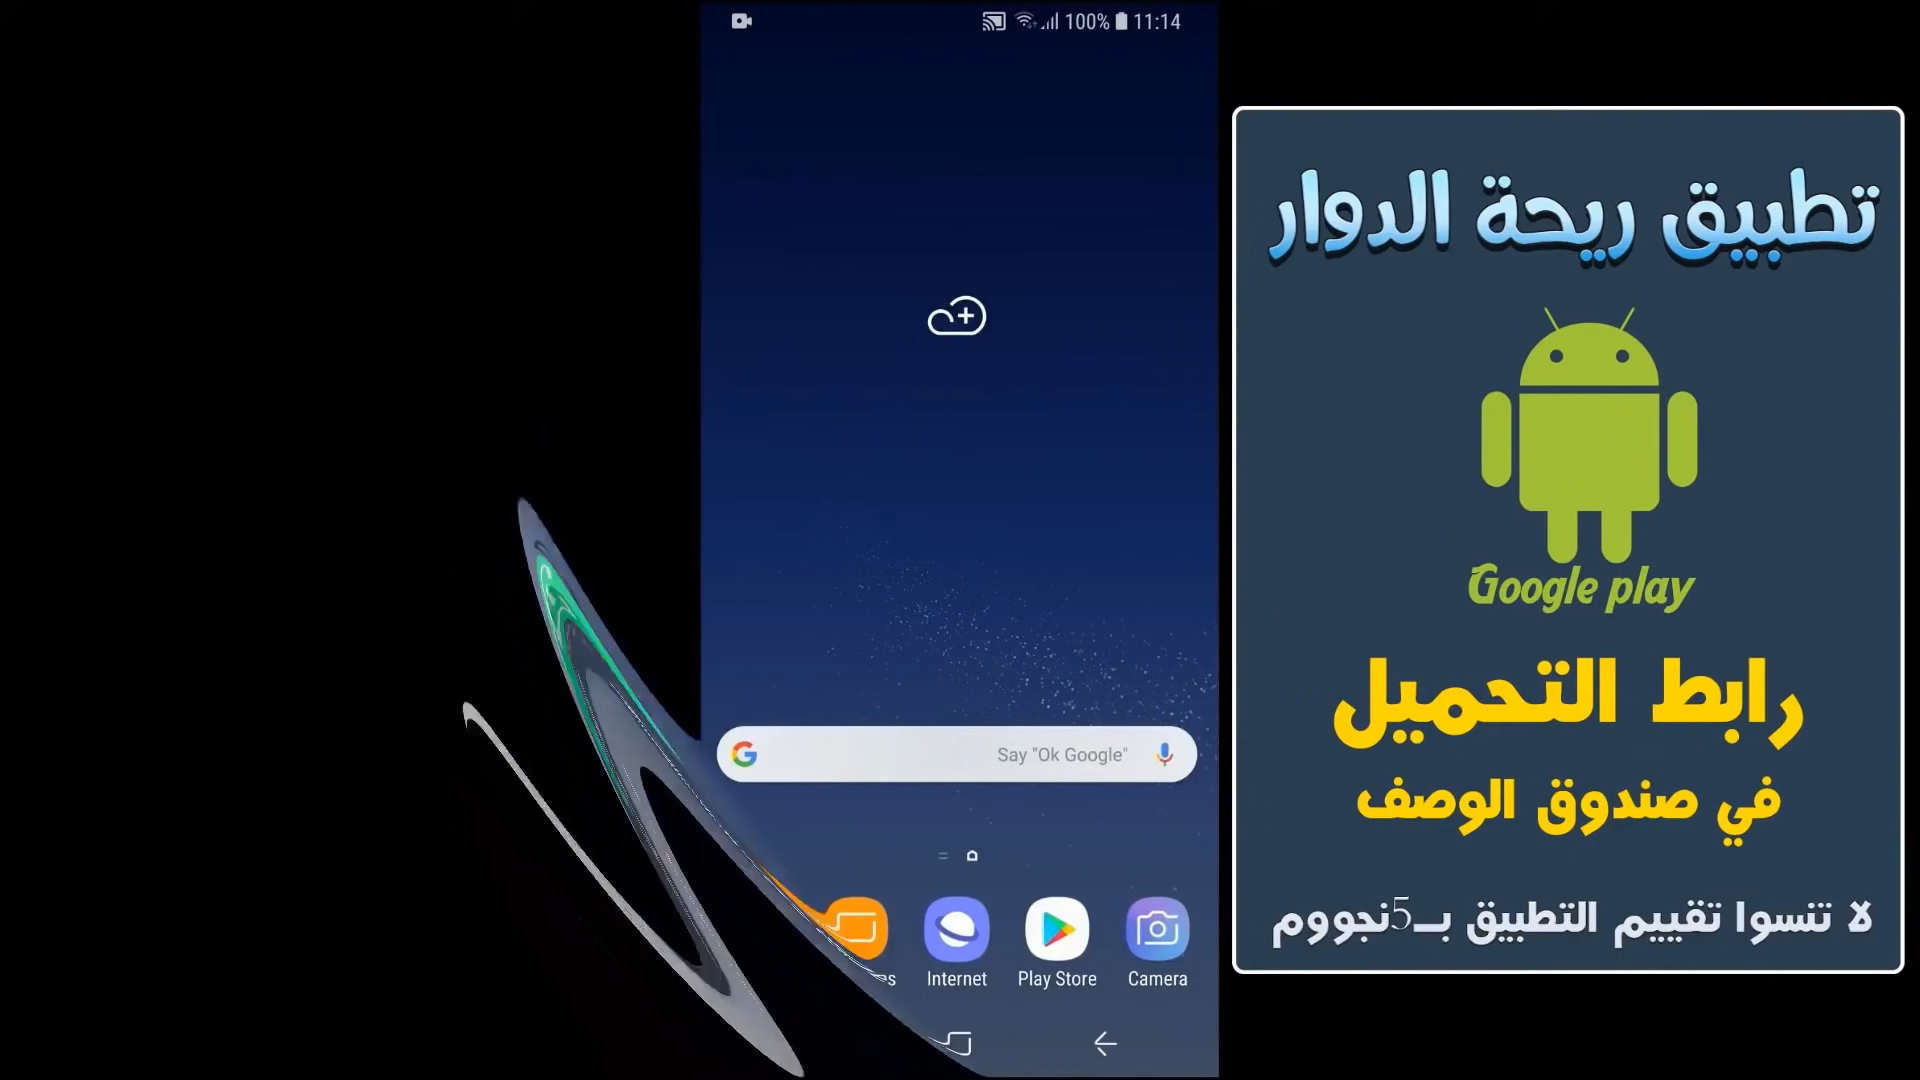 100% 11:14
Say "Ok Google"
Internet
Play Store
Camera
تطبيق ريحة الدوار
Google play
رابط التحميل
في صندوق الوصف
لا تنسوا تقييم التطبيق بـ5نجووم